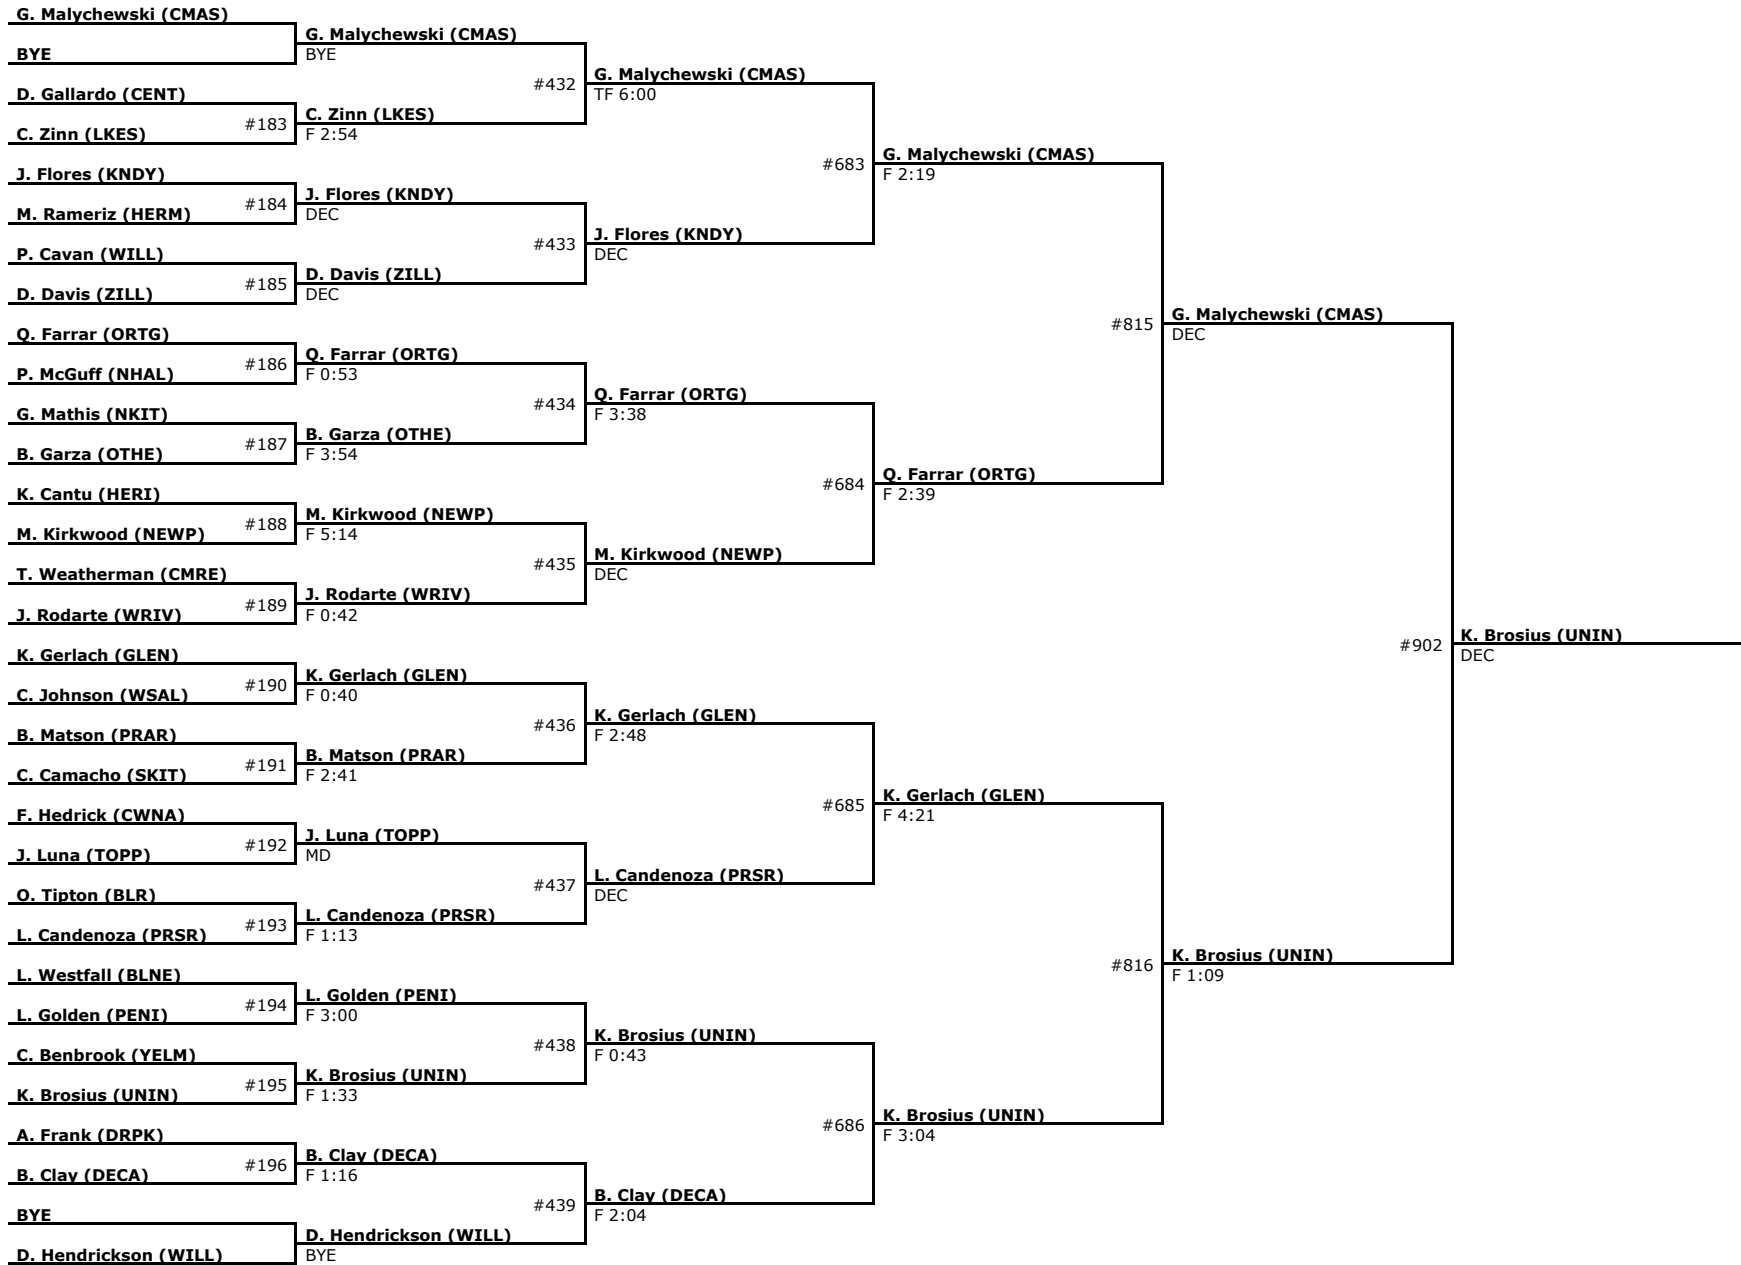 G. Malychewski (CMAS)
BYE
D. Gallardo (CENT)
#183
C. Zinn (LKES)
J. Flores (KNDY)
#184
M. Rameriz (HERM)
P. Cavan (WILL)
#185
D. Davis (ZILL)
Q. Farrar (ORTG)
#186
P. McGuff (NHAL)
G. Mathis (NKIT)
#187
B. Garza (OTHE)
K. Cantu (HERI)
#188
M. Kirkwood (NEWP)
T. Weatherman (CMRE)
#189
J. Rodarte (WRIV)
K. Gerlach (GLEN)
#190
C. Johnson (WSAL)
B. Matson (PRAR)
#191
C. Camacho (SKIT)
F. Hedrick (CWNA)
#192
J. Luna (TOPP)
O. Tipton (BLR)
#193
L. Candenoza (PRSR)
L. Westfall (BLNE)
#194
L. Golden (PENI)
C. Benbrook (YELM)
#195
K. Brosius (UNIN)
A. Frank (DRPK)
#196
B. Clay (DECA)
BYE
D. Hendrickson (WILL)
G. Malychewski (CMAS)
BYE
#432
C. Zinn (LKES)
F 2:54
J. Flores (KNDY)
DEC
#433
D. Davis (ZILL)
DEC
Q. Farrar (ORTG)
F 0:53
#434
B. Garza (OTHE)
F 3:54
M. Kirkwood (NEWP)
F 5:14
#435
J. Rodarte (WRIV)
F 0:42
K. Gerlach (GLEN)
F 0:40
#436
B. Matson (PRAR)
F 2:41
J. Luna (TOPP)
MD
#437
L. Candenoza (PRSR)
F 1:13
L. Golden (PENI)
F 3:00
#438
K. Brosius (UNIN)
F 1:33
B. Clay (DECA)
F 1:16
#439
D. Hendrickson (WILL)
BYE
G. Malychewski (CMAS)
TF 6:00
#683
J. Flores (KNDY)
DEC
Q. Farrar (ORTG)
F 3:38
#684
M. Kirkwood (NEWP)
DEC
K. Gerlach (GLEN)
F 2:48
#685
L. Candenoza (PRSR)
DEC
K. Brosius (UNIN)
F 0:43
#686
B. Clay (DECA)
F 2:04
G. Malychewski (CMAS)
F 2:19
#815
Q. Farrar (ORTG)
F 2:39
K. Gerlach (GLEN)
F 4:21
#816
K. Brosius (UNIN)
F 3:04
G. Malychewski (CMAS)
DEC
#902
K. Brosius (UNIN)
F 1:09
K. Brosius (UNIN)
DEC